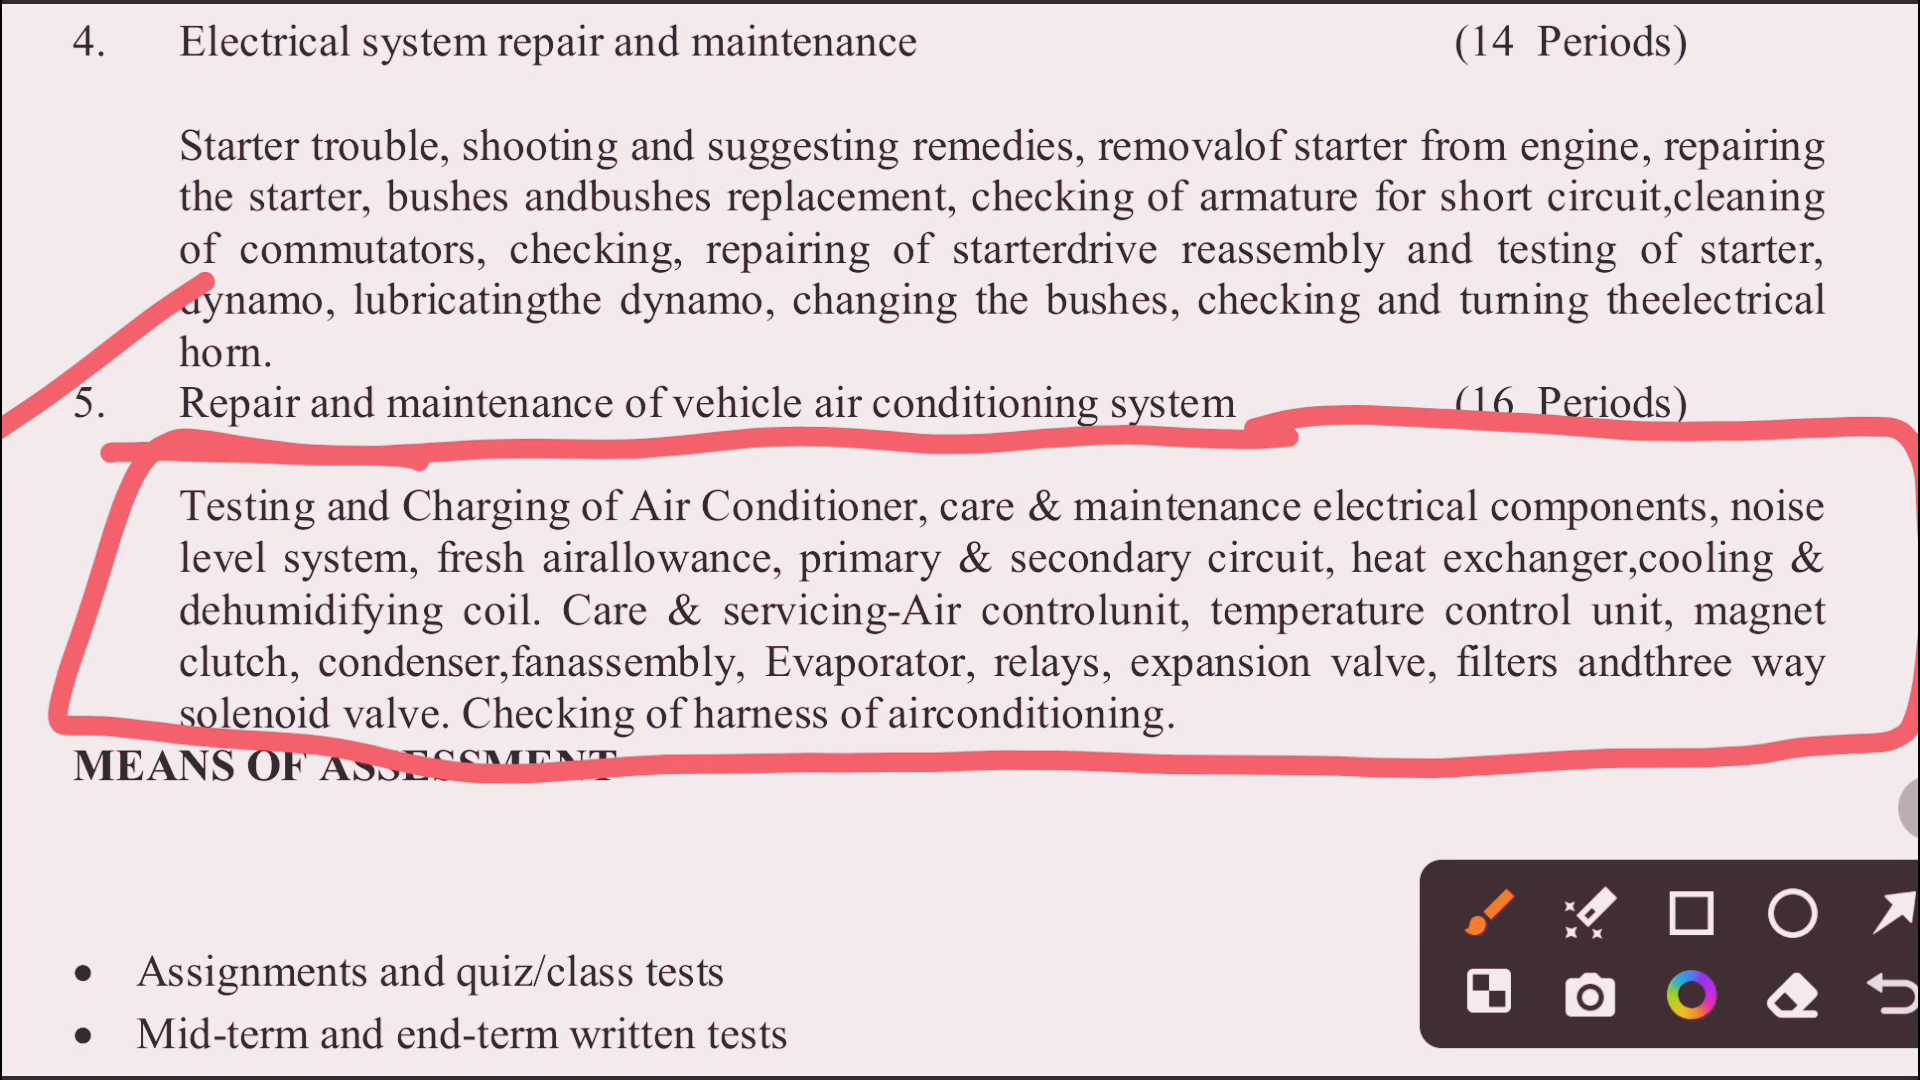 4. Electrical system repair and maintenance (14 Periods)
Starter trouble, shooting and suggesting remedies, removalof starter from engine, repairing
the starter, bushes andbushes replacement, checking of armature for short circuit,cleaning
of commutators, checking, repairing of starterdrive reassembly and testing of starter,
dynamo, lubricatingthe dynamo, changing the bushes, checking and turning theelectrical
horn.
5. Repair and maintenance of vehicle air conditioning system (16 Periods)
Testing and Charging of Air Conditioner, care & maintenance electrical components, noise
level system, fresh airallowance, primary & secondary circuit, heat exchanger,cooling &
dehumidifying coil. Care & servicing-Air controlunit, temperature control unit, magnet
clutch, condenser,fanassembly, Evaporator, relays, expansion valve, filters andthree way
solenoid valve. Checking of harness of airconditioning.
MEANS OF ASSESSMENT
• Assignments and quiz/class tests
• Mid-term and end-term written tests